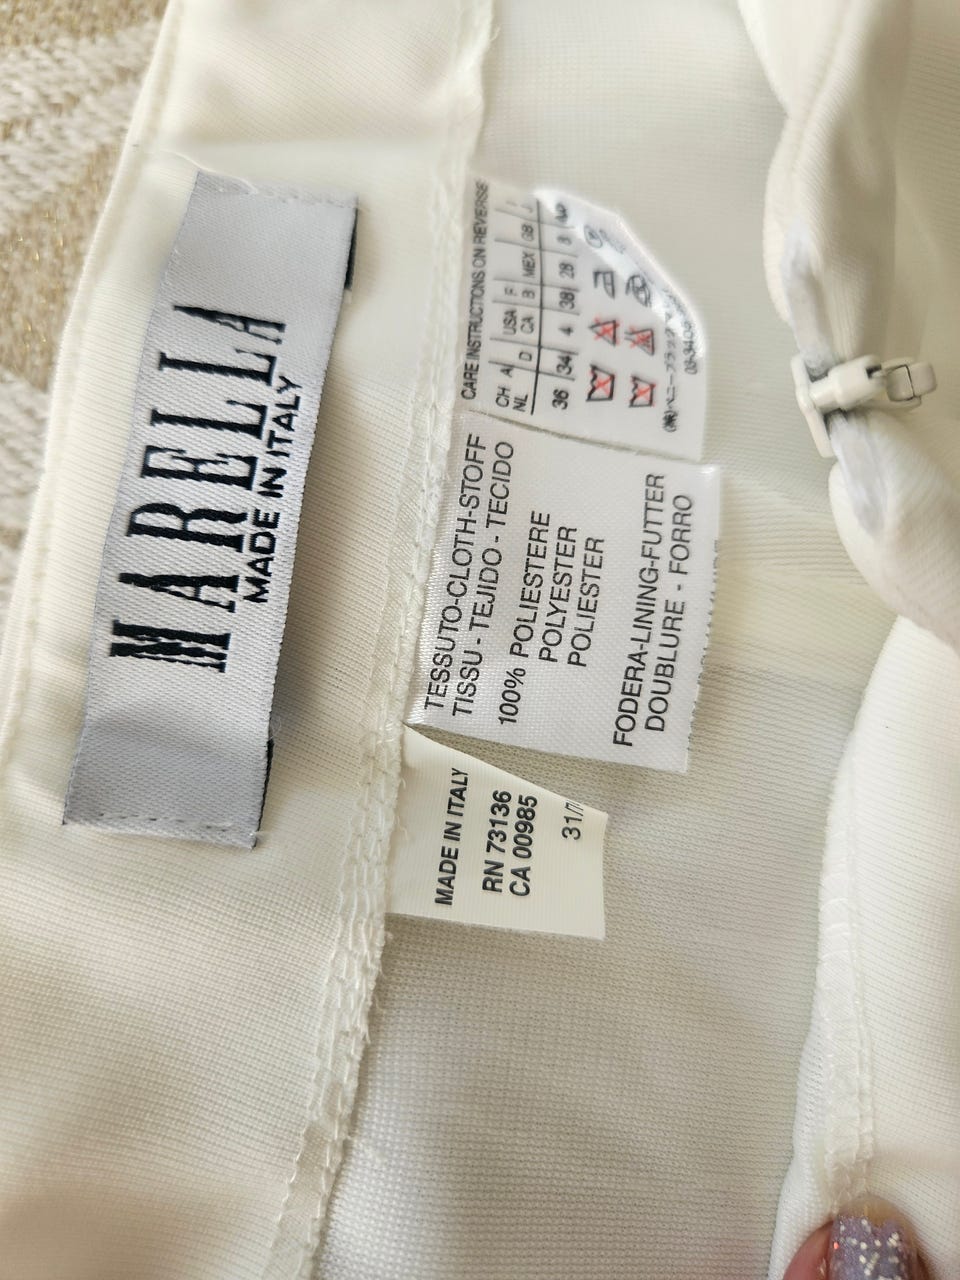 MARELLA
MADE IN ITALY
CARE INSTRUCTIONS ON REVERSE
CH A USA F MEX GB
NL D CA B
36 34 4 38 28 8
TESSUTO-CLOTH-STOFF
TISSU - TEJIDO - TECIDO
100% POLIESTERE
POLYESTER
POLIESTER
FODERA-LINING-FUTTER
DOUBLURE - FORRO
MADE IN ITALY
RN 73136
CA 00985